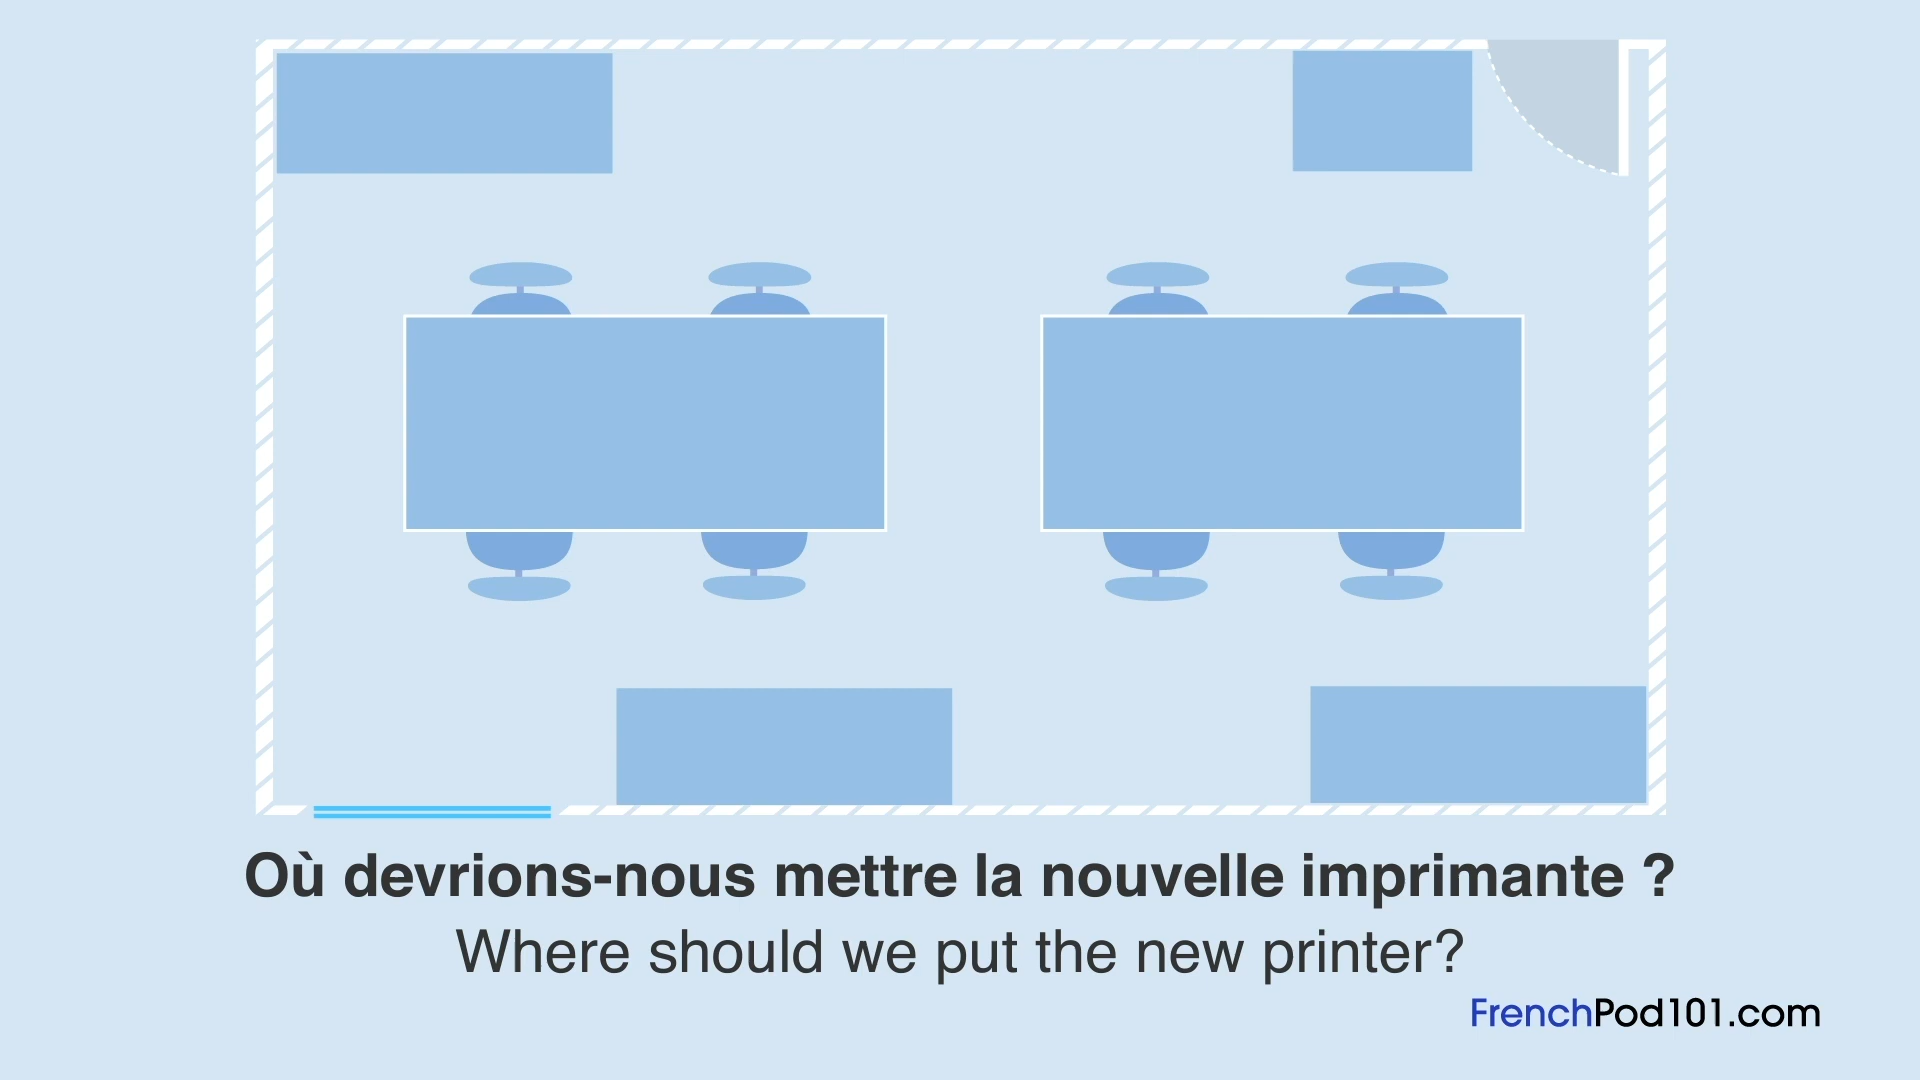 Où devrions-nous mettre la nouvelle imprimante ?
Where should we put the new printer?
FrenchPod101.com